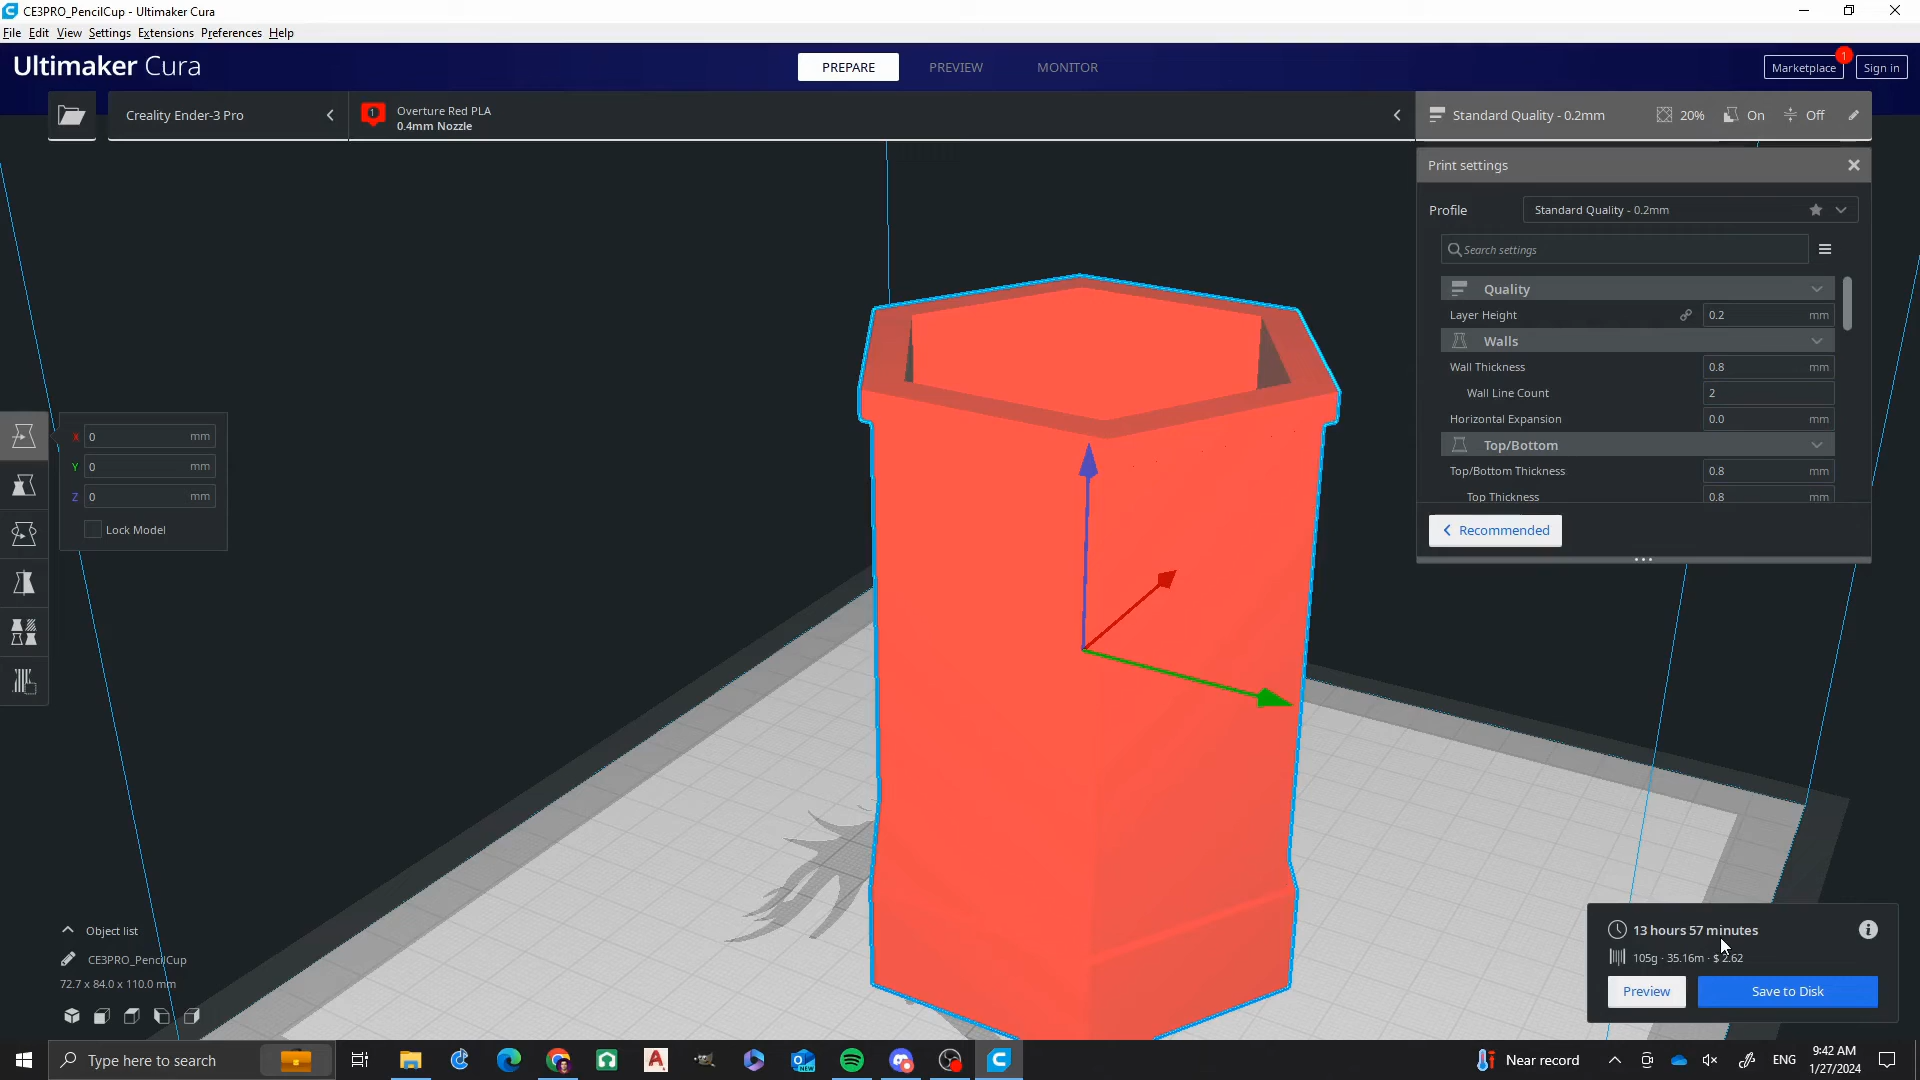 CE3PRO_PencilCup - Ultimaker Cura
File Edit View Settings Extensions Preferences Help
Ultimaker Cura
PREPARE
PREVIEW
MONITOR
1
Marketplace
Sign in
Creality Ender-3 Pro
1
Overture Red PLA
0.4mm Nozzle
Standard Quality - 0.2mm
20%
On
Off
Print settings
Profile
Standard Quality - 0.2mm
Search settings
Quality
Layer Height
0.2 mm
Walls
Wall Thickness
0.8 mm
Wall Line Count
2
Horizontal Expansion
0.0 mm
Top/Bottom
Top/Bottom Thickness
0.8 mm
Top Thickness
0.8 mm
Recommended
X 0 mm
Y 0 mm
Z 0 mm
Lock Model
Object list
CE3PRO_PencilCup
72.7 x 84.0 x 110.0 mm
13 hours 57 minutes
105g · 35.16m · $ 2.62
Preview
Save to Disk
Type here to search
Near record
ENG
9:42 AM
1/27/2024